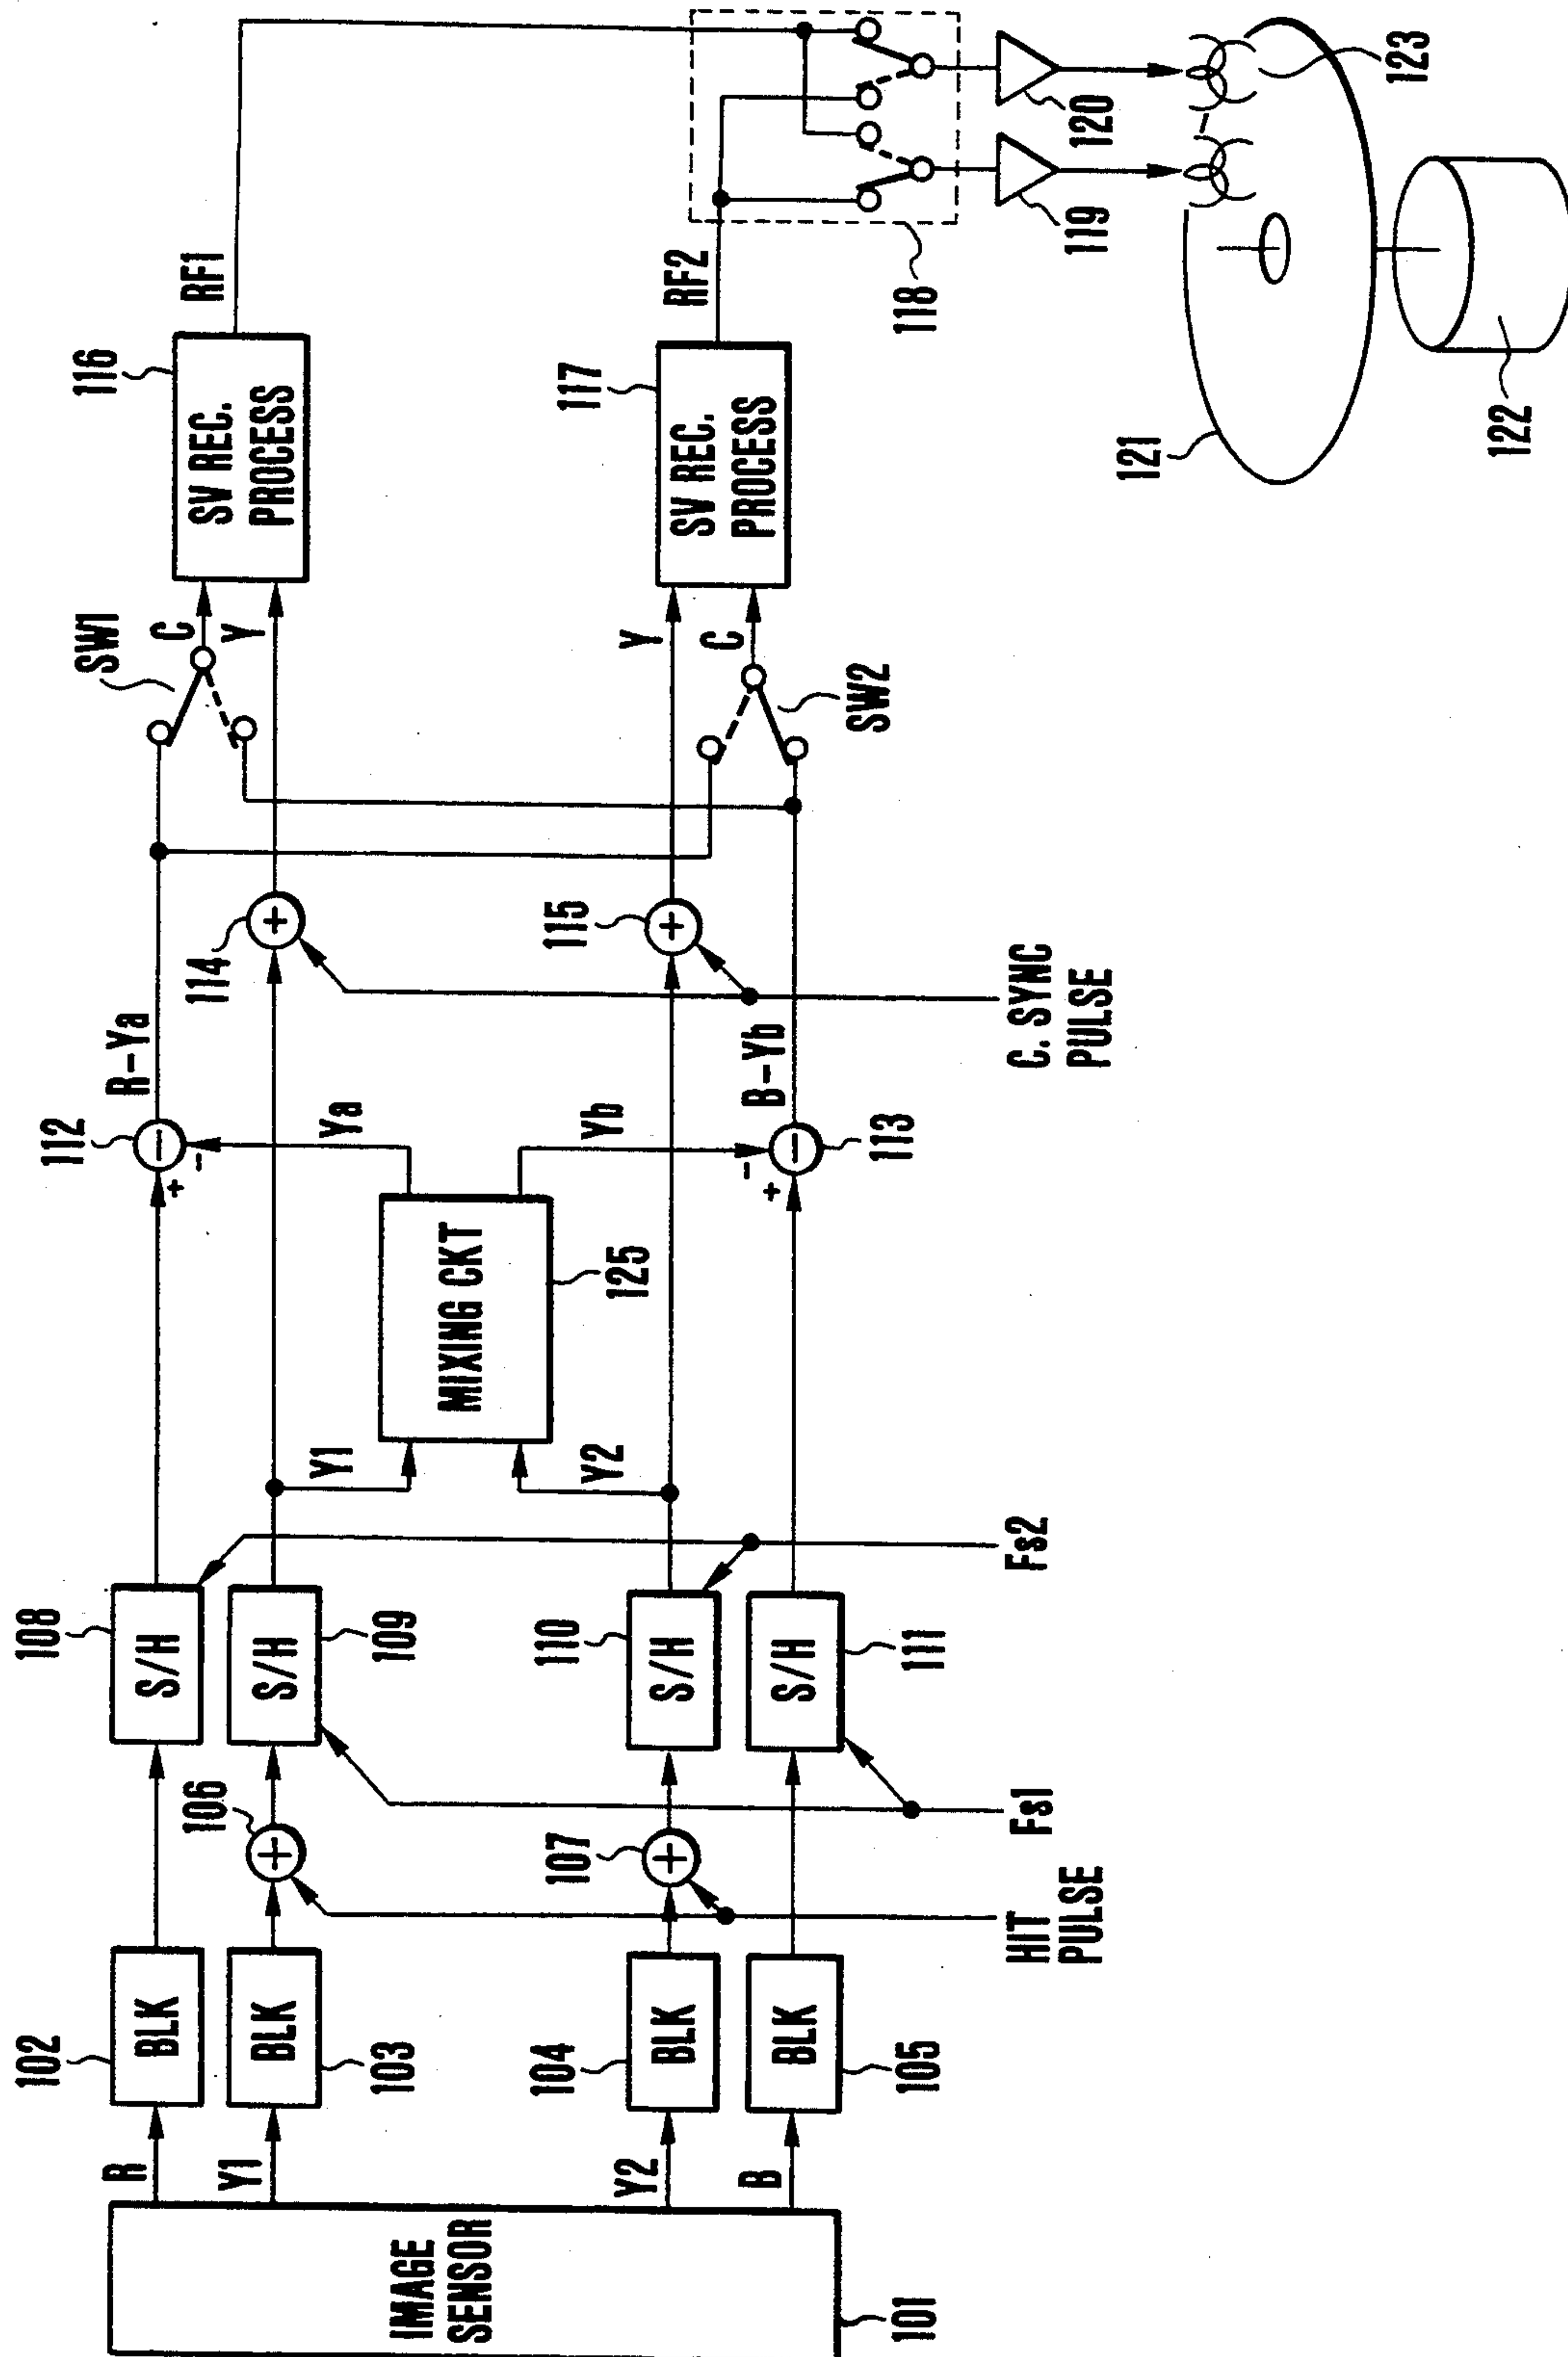 IMAGE
SENSOR
101
R
Y1
Y2
B
102
BLK
103
BLK
104
BLK
105
BLK
106
107
HIT
PULSE
Fs1
108
S/H
109
S/H
110
S/H
111
S/H
Fs2
Y1
Y2
MIXING CKT
125
Ya
Yb
112
+
-
113
+
-
R-Ya
B-Yb
114
115
C. SYNC
PULSE
SW1
SW2
C
Y
Y
C
116
SV REC.
PROCESS
117
SV REC.
PROCESS
RF1
RF2
118
119
120
121
122
123